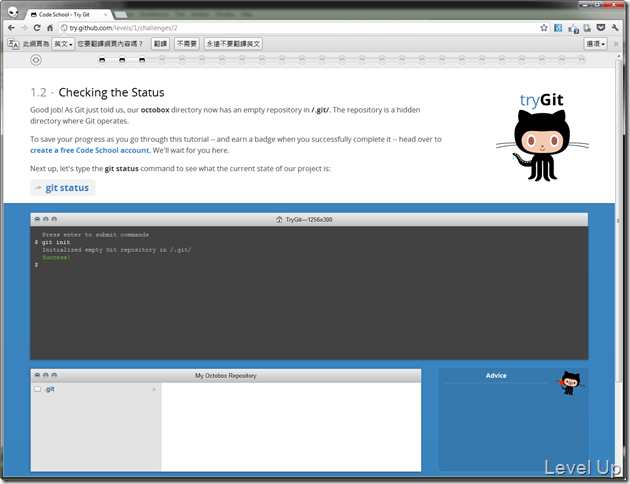 Code School - Try Git
try.github.com/levels/1/challenges/2
此網頁為 英文 您要翻譯網頁內容嗎？ 翻譯 不需要 永遠不要翻譯英文 選項
1.2 · Checking the Status
Good job! As Git just told us, our octobox directory now has an empty repository in /.git/. The repository is a hidden
directory where Git operates.
To save your progress as you go through this tutorial -- and earn a badge when you successfully complete it -- head over to
create a free Code School account. We'll wait for you here.
Next up, let's type the git status command to see what the current state of our project is:
git status
tryGit
TryGit—1256x300
Press enter to submit commands
$ git init
Initialized empty Git repository in /.git/
Success!
$
My Octobox Repository
.git
Advice
Level Up